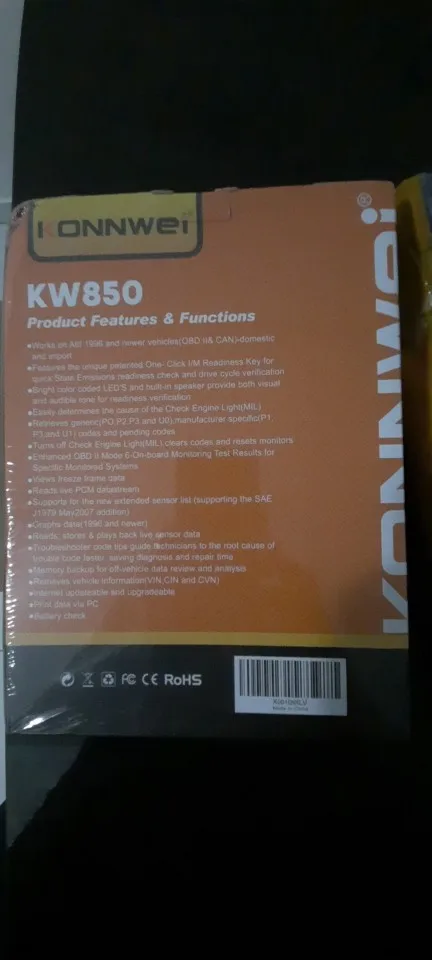 KONNWEI
KW850
Product Features & Functions
●Works on All 1996 and newer vehicles(OBD II& CAN)-domestic
and import
●Features the unique patented One- Click I/M Readiness Key for
quick State Emissions readiness check and drive cycle verification
●Bright color coded LED'S and built-in speaker provide both visual
and audible tone for readiness verification
●Easily determines the cause of the Check Engine Light(MIL)
●Retrieves generic(PO,P2,P3,and U0),manufacturer specific(P1,
P3,and U1) codes and pending codes
●Turns off Check Engine Light(MIL),clears codes and resets monitors
●Enhanced OBD II Mode 6-On-board Monitoring Test Results for
Specific Monitored Systems
●Views freeze frame data
●Reads live PCM datastream
●Supports for the new extended sensor list (supporting the SAE
J1979 May2007 addition)
●Graphs data(1996 and newer)
●Reads, stores & plays back live sensor data
●Troubleshooter code tips guide technicians to the root cause of
trouble code faster, saving diagnosis and repair time
●Memory backup for off-vehicle data review and analysis
●Retrieves vehicle information(VIN,CIN and CVN)
●Internet updateable and upgradeable
●Print data via PC
●Battery check
FC CE RoHS
Made in China
KONNWEI®